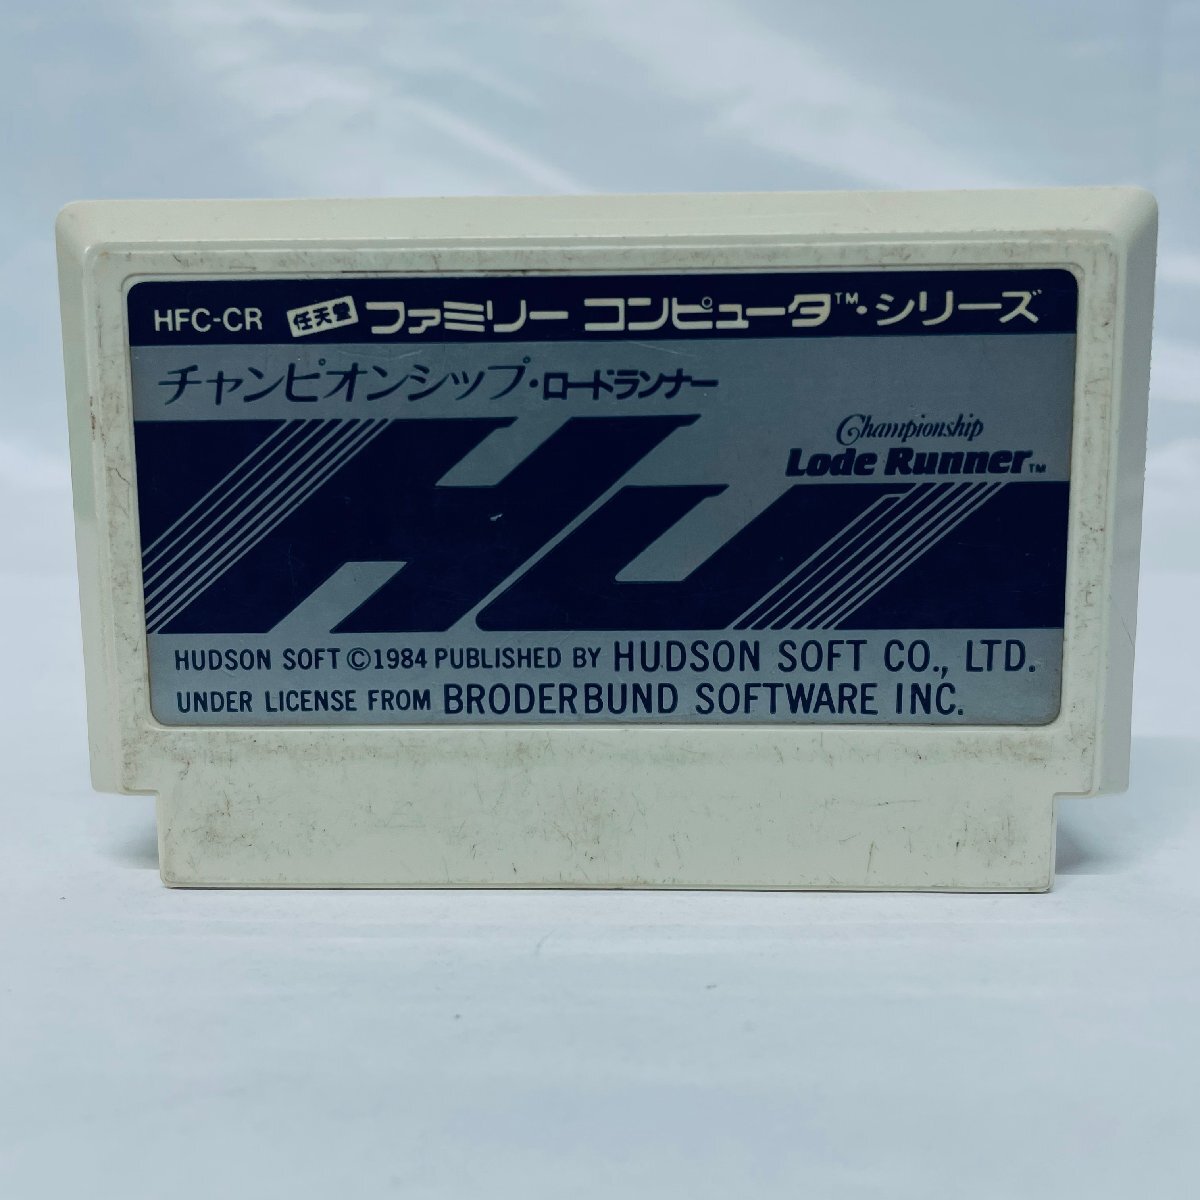 HFC-CR 任天堂 ファミリー コンピュータ™・シリーズ
チャンピオンシップ・ロードランナー
Championship
Lode Runner™
HU
HUDSON SOFT ©1984 PUBLISHED BY HUDSON SOFT CO., LTD.
UNDER LICENSE FROM BRODERBUND SOFTWARE INC.